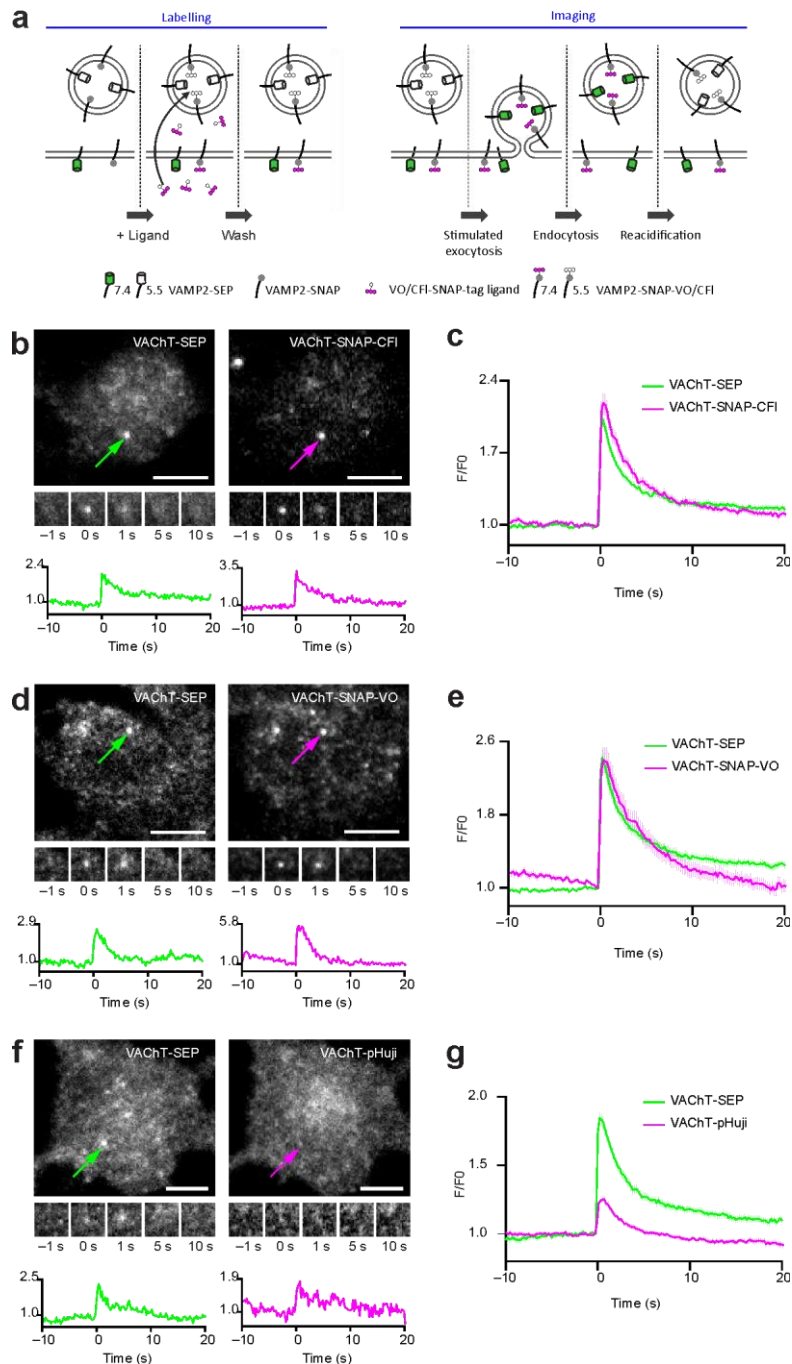 a
Labelling
Imaging
+ Ligand
Wash
Stimulated
exocytosis
Endocytosis
Reacidification
7.4 5.5 VAMP2-SEP
VAMP2-SNAP
VO/CFl-SNAP-tag ligand
7.4 5.5 VAMP2-SNAP-VO/CFl
b
VAChT-SEP
VAChT-SNAP-CFl
–1 s 0 s 1 s 5 s 10 s
–1 s 0 s 1 s 5 s 10 s
2.4
1.0
–10 0 10 20
Time (s)
3.5
1.0
–10 0 10 20
Time (s)
c
VAChT-SEP
VAChT-SNAP-CFl
F/F0
2.4
1.7
1.0
–10 0 10 20
Time (s)
d
VAChT-SEP
VAChT-SNAP-VO
–1 s 0 s 1 s 5 s 10 s
–1 s 0 s 1 s 5 s 10 s
2.9
1.0
–10 0 10 20
Time (s)
5.8
1.0
–10 0 10 20
Time (s)
e
VAChT-SEP
VAChT-SNAP-VO
F/F0
2.6
1.8
1.0
–10 0 10 20
Time (s)
f
VAChT-SEP
VAChT-pHuji
–1 s 0 s 1 s 5 s 10 s
–1 s 0 s 1 s 5 s 10 s
2.5
1.0
–10 0 10 20
Time (s)
1.9
1.0
–10 0 10 20
Time (s)
g
VAChT-SEP
VAChT-pHuji
F/F0
2.0
1.5
1.0
–10 0 10 20
Time (s)